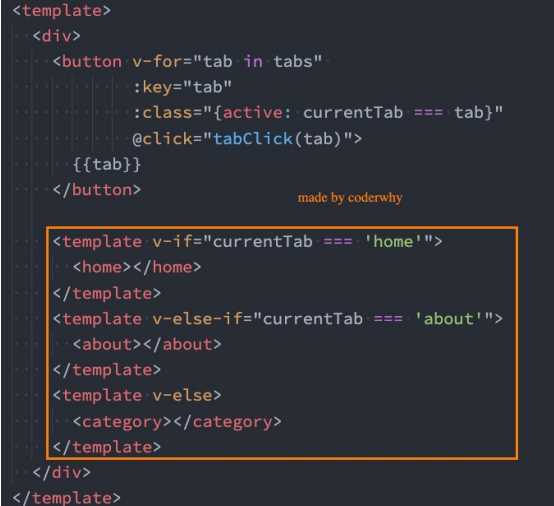 <template>
  <div>
    <button v-for="tab in tabs"
            :key="tab"
            :class="{active: currentTab === tab}"
            @click="tabClick(tab)">
      {{tab}}
    </button>
made by coderwhy
    <template v-if="currentTab === 'home'">
      <home></home>
    </template>
    <template v-else-if="currentTab === 'about'">
      <about></about>
    </template>
    <template v-else>
      <category></category>
    </template>
  </div>
</template>